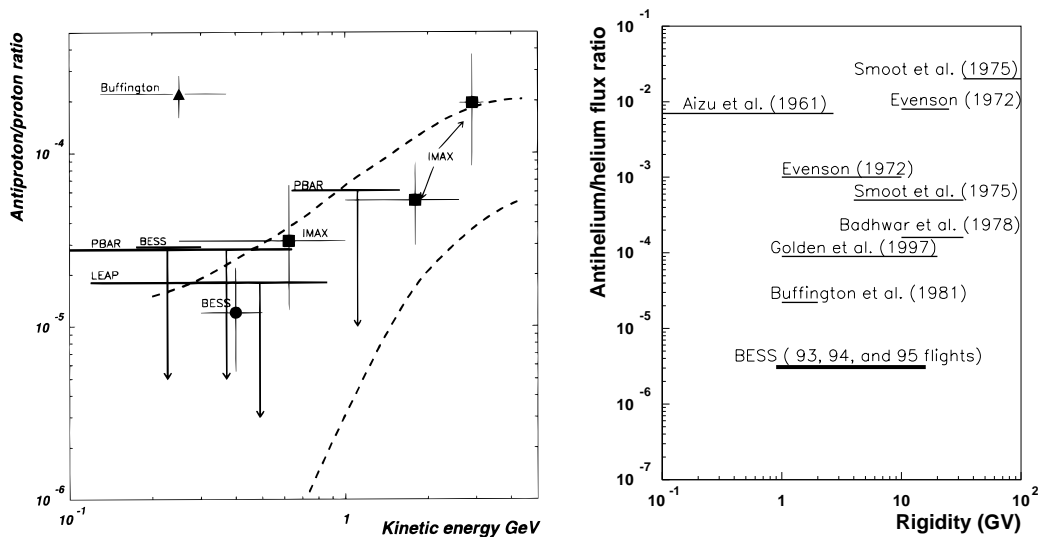 Antiproton/proton ratio
10 -4
10 -5
10 -6
Buffington
IMAX
PBAR
IMAX
PBAR
BESS
LEAP
BESS
10 -1
1
Kinetic energy GeV
Antihelium/helium flux ratio
10 -1
10 -2
10 -3
10 -4
10 -5
10 -6
10 -7
Smoot et al. (1975)
Aizu et al. (1961)
Evenson (1972)
Evenson (1972)
Smoot et al. (1975)
Badhwar et al. (1978)
Golden et al. (1997)
Buffington et al. (1981)
BESS ( 93, 94, and 95 flights)
10 -1
1
10
10 2
Rigidity (GV)